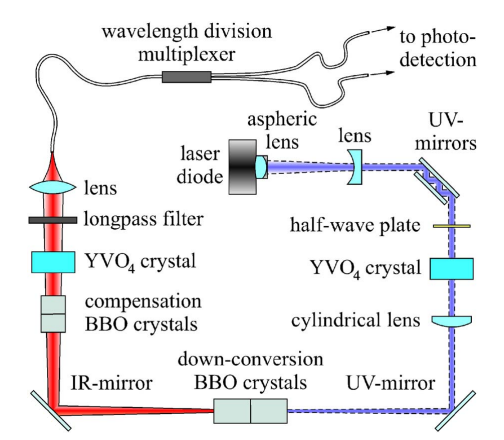 wavelength division
multiplexer
to photo-
detection
aspheric
lens
lens
UV-
mirrors
laser
diode
lens
longpass filter
half-wave plate
YVO₄ crystal
YVO₄ crystal
compensation
BBO crystals
cylindrical lens
down-conversion
BBO crystals
IR-mirror
UV-mirror